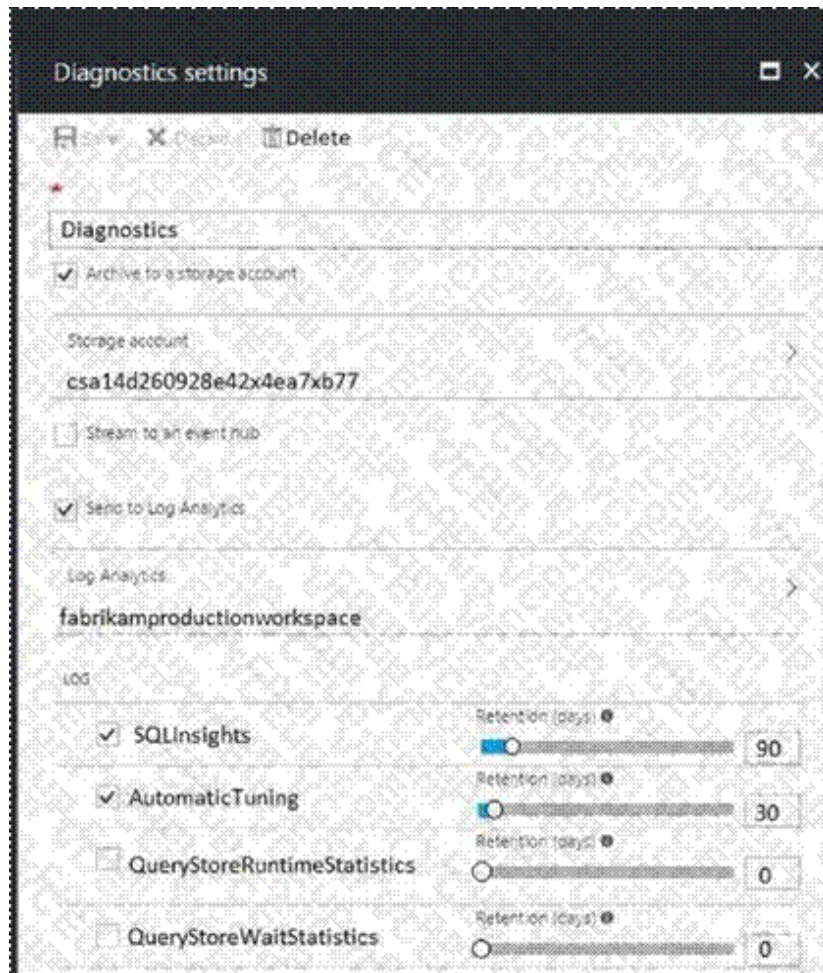 Diagnostics settings
Save Discard Delete
*
Diagnostics
Archive to a storage account
Storage account
csa14d260928e42x4ea7xb77
Stream to an event hub
Send to Log Analytics
Log Analytics
fabrikamproductionworkspace
LOG
Retention (days)
SQLInsights 90
Retention (days)
AutomaticTuning 30
Retention (days)
QueryStoreRuntimeStatistics 0
Retention (days)
QueryStoreWaitStatistics 0